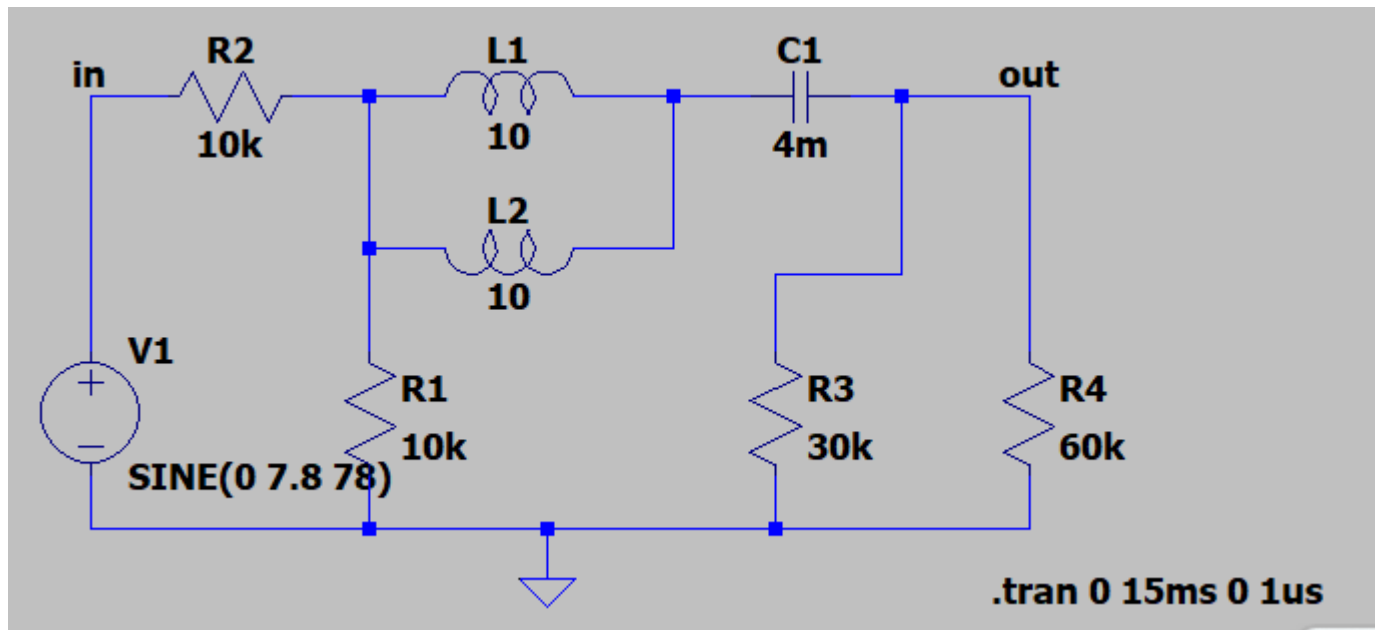 in
R2
10k
L1
10
C1
4m
out
L2
10
V1
SINE(0 7.8 78)
R1
10k
R3
30k
R4
60k
.tran 0 15ms 0 1us